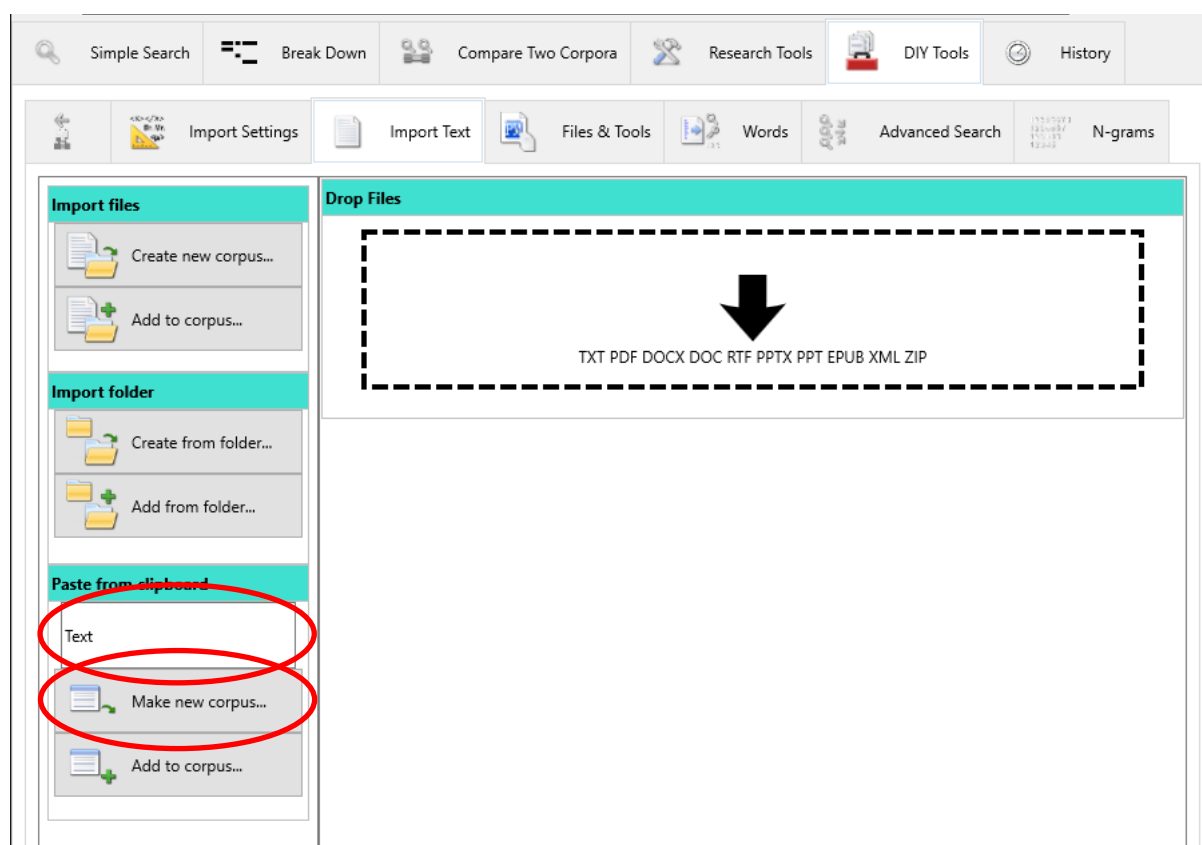 Simple Search Break Down Compare Two Corpora Research Tools DIY Tools History
Import Settings Import Text Files & Tools Words Advanced Search N-grams
Import files
Create new corpus...
Add to corpus...
Import folder
Create from folder...
Add from folder...
Paste from clipboard
Text
Make new corpus...
Add to corpus...
Drop Files
TXT PDF DOCX DOC RTF PPTX PPT EPUB XML ZIP